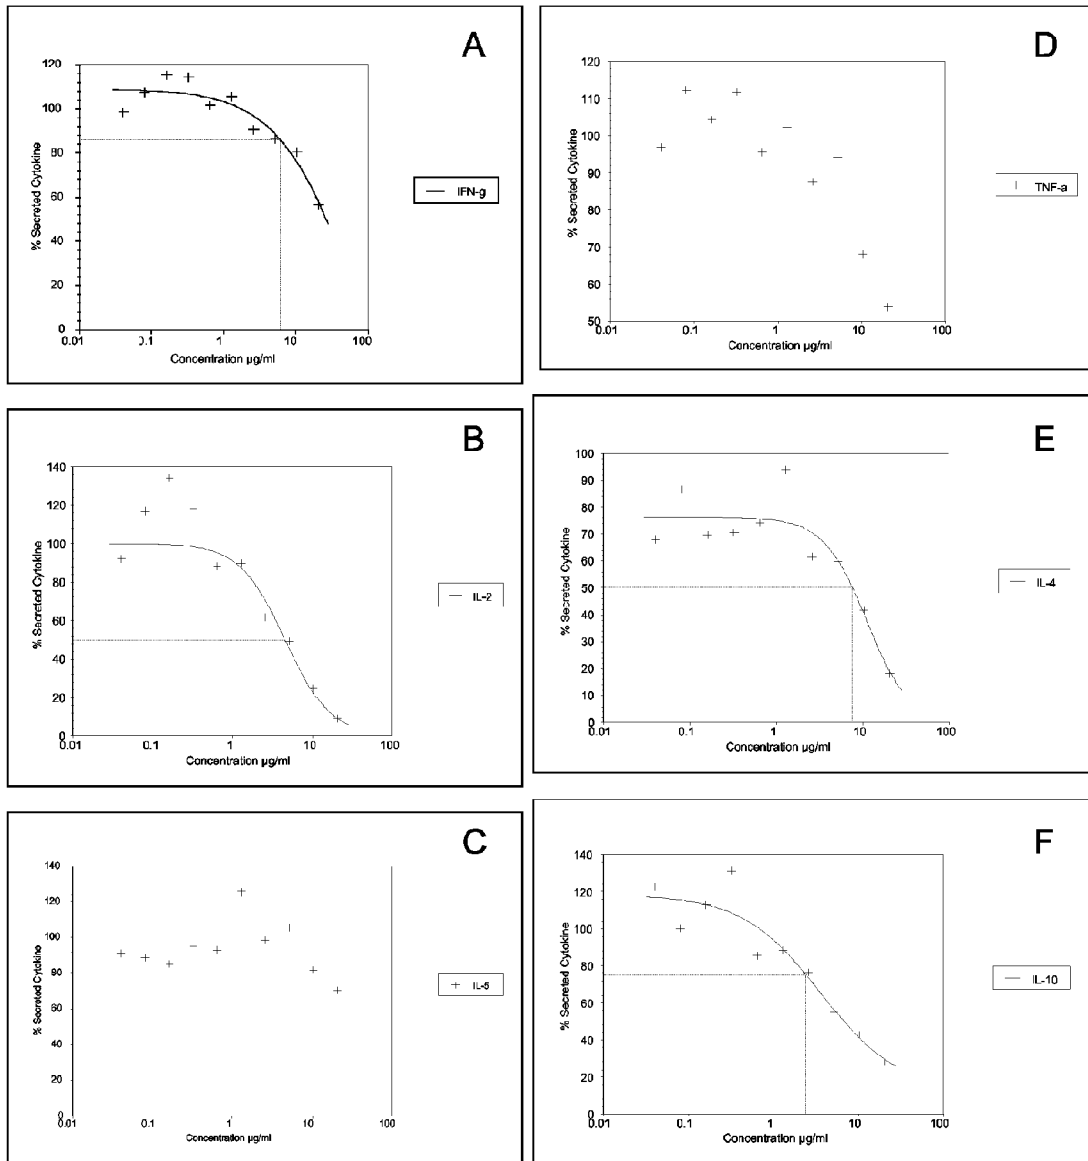 A
120
100
80
60
40
20
0
0.01 0.1 1 10 100
% Secreted Cytokine
Concentration µg/ml
IFN-g
D
120
110
100
90
80
70
60
50
0.01 0.1 1 10 100
% Secreted Cytokine
Concentration µg/ml
TNF-a
B
140
120
100
80
60
40
20
0
0.01 0.1 1 10 100
% Secreted Cytokine
Concentration µg/ml
IL-2
E
100
90
80
70
60
50
40
30
20
10
0
0.01 0.1 1 10 100
% Secreted Cytokine
Concentration µg/ml
IL-4
C
140
120
100
80
60
40
20
0
0.01 0.1 1 10 100
% Secreted Cytokine
Concentration µg/ml
IL-5
F
140
120
100
80
60
40
20
0
0.01 0.1 1 10 100
% Secreted Cytokine
Concentration µg/ml
IL-10